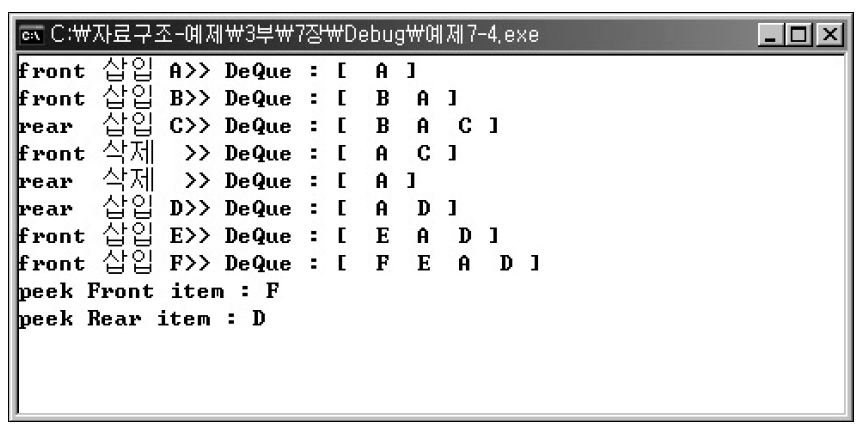 C:₩자료구조-예제₩3부₩7장₩Debug₩예제7-4.exe
front 삽입 A>> DeQue : [  A ]
front 삽입 B>> DeQue : [  B  A ]
rear  삽입 C>> DeQue : [  B  A  C ]
front 삭제  >> DeQue : [  A  C ]
rear  삭제  >> DeQue : [  A ]
rear  삽입 D>> DeQue : [  A  D ]
front 삽입 E>> DeQue : [  E  A  D ]
front 삽입 F>> DeQue : [  F  E  A  D ]
peek Front item : F
peek Rear item : D